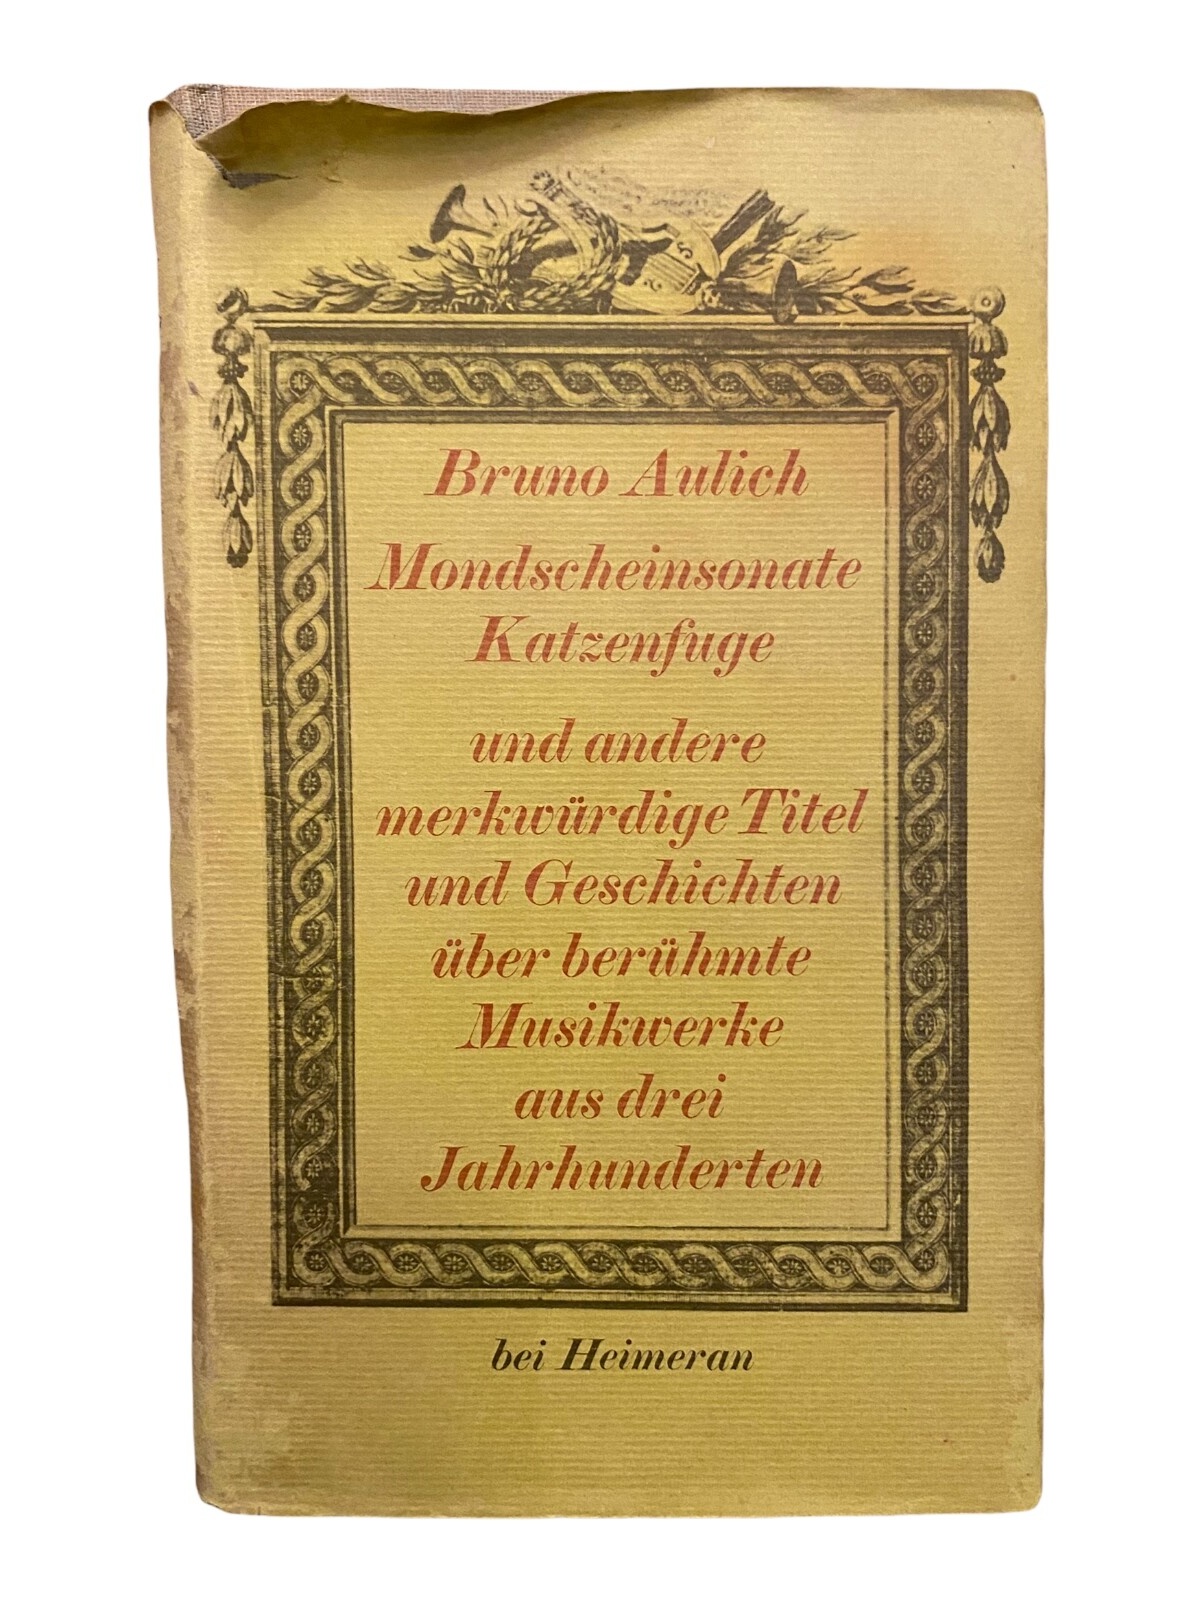 Bruno Aulich
Mondscheinsonate
Katzenfuge
und andere
merkwürdige Titel
und Geschichten
über berühmte
Musikwerke
aus drei
Jahrhunderten
bei Heimeran